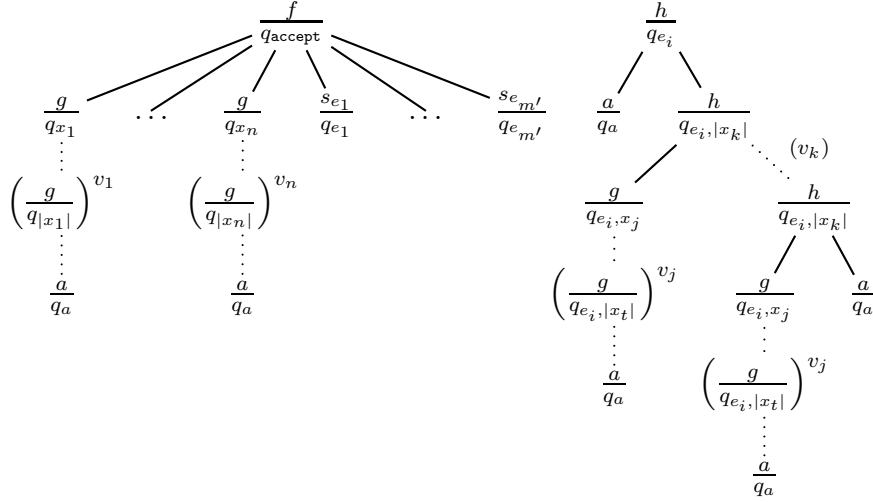 f h
q_accept q_{e_i}
g ... g s_{e_1} ... s_{e_{m'}} a h
q_{x_1} q_{x_n} q_{e_1} q_{e_{m'}} q_a q_{e_i,|x_k|}
(v_k)
(g / q_{|x_1|})^{v_1} (g / q_{|x_n|})^{v_n} g / q_{e_i,x_j} h / q_{e_i,|x_k|}
a / q_a a / q_a (g / q_{e_i,|x_t|})^{v_j} g / q_{e_i,x_j} a / q_a
a / q_a (g / q_{e_i,|x_t|})^{v_j}
a / q_a